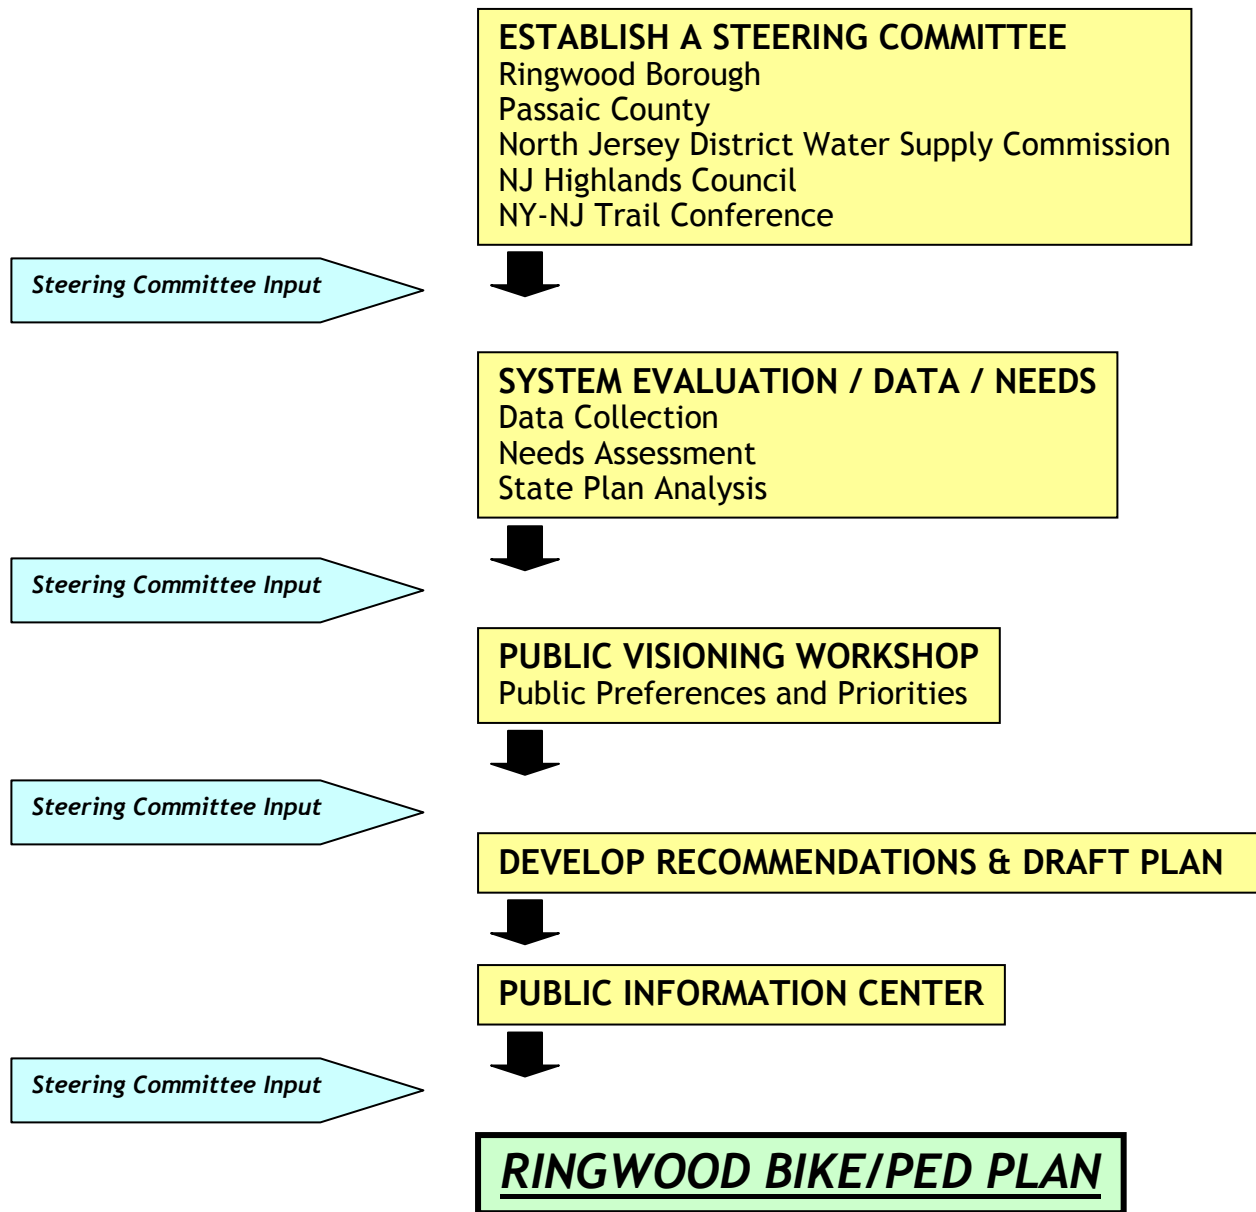 ESTABLISH A STEERING COMMITTEE
Ringwood Borough
Passaic County
North Jersey District Water Supply Commission
NJ Highlands Council
NY-NJ Trail Conference
Steering Committee Input
SYSTEM EVALUATION / DATA / NEEDS
Data Collection
Needs Assessment
State Plan Analysis
Steering Committee Input
PUBLIC VISIONING WORKSHOP
Public Preferences and Priorities
Steering Committee Input
DEVELOP RECOMMENDATIONS & DRAFT PLAN
PUBLIC INFORMATION CENTER
Steering Committee Input
RINGWOOD BIKE/PED PLAN